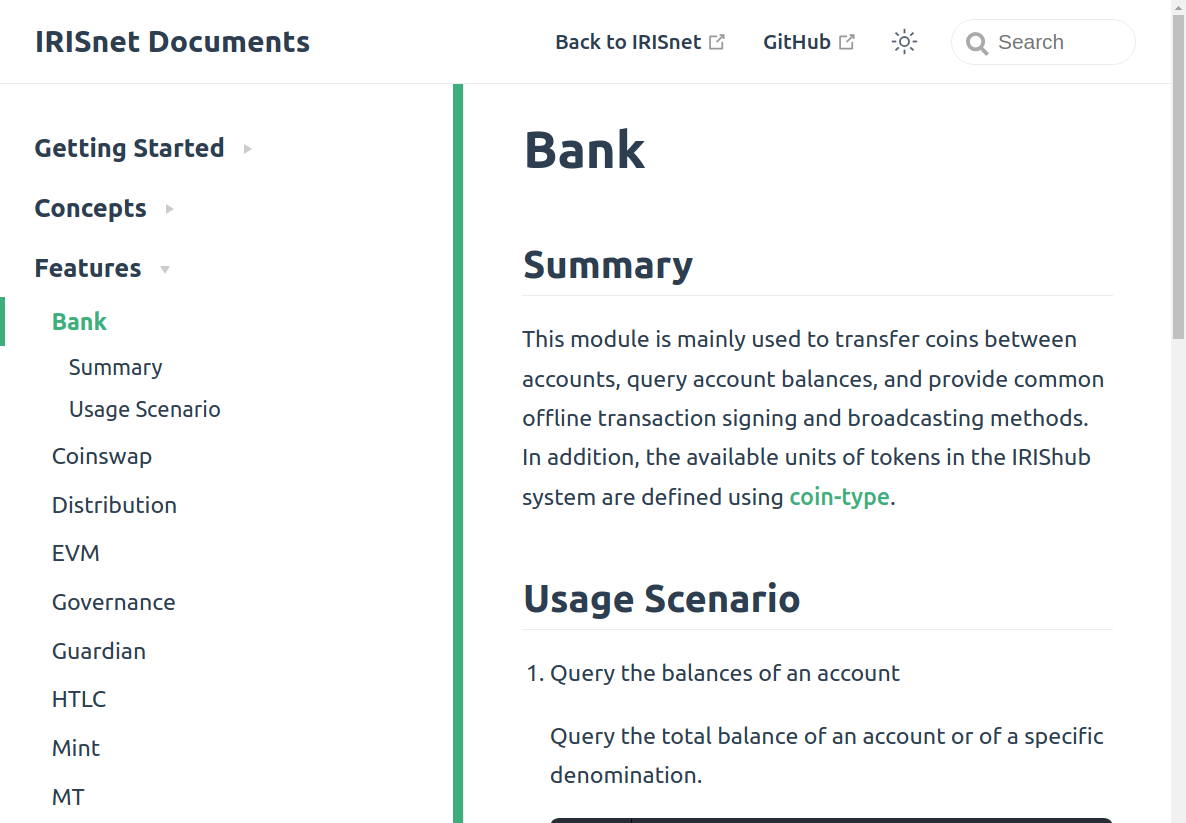 IRISnet Documents
Back to IRISnet
GitHub
Search
Getting Started
Concepts
Features
Bank
Summary
Usage Scenario
Coinswap
Distribution
EVM
Governance
Guardian
HTLC
Mint
MT
Bank
Summary
This module is mainly used to transfer coins between
accounts, query account balances, and provide common
offline transaction signing and broadcasting methods.
In addition, the available units of tokens in the IRIShub
system are defined using coin-type.
Usage Scenario
1. Query the balances of an account
Query the total balance of an account or of a specific
denomination.